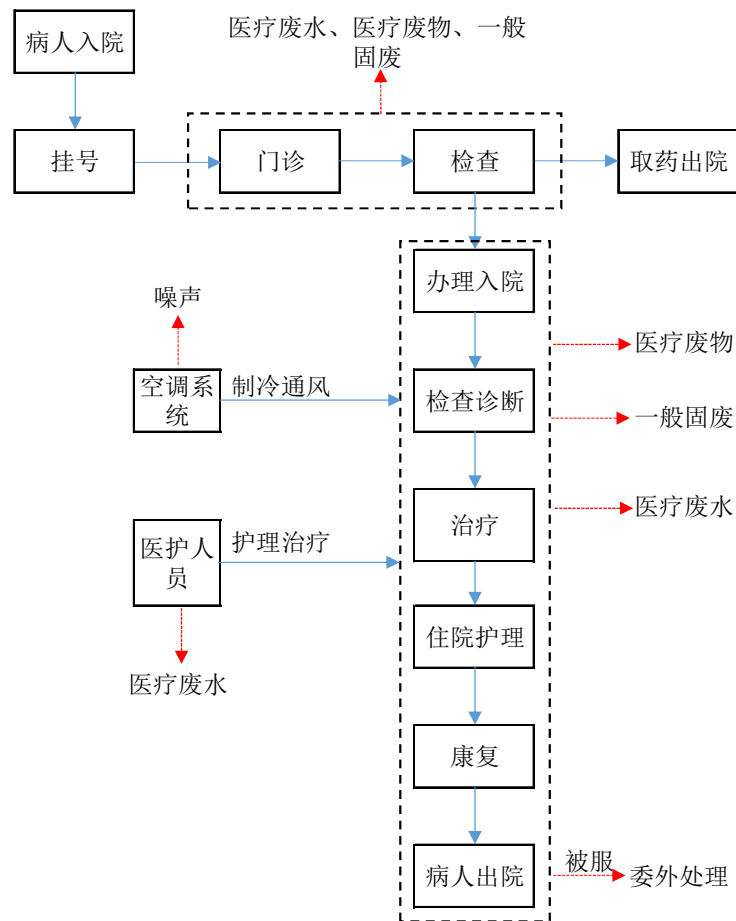 病人入院
医疗废水、医疗废物、一般
固废
挂号
门诊
检查
取药出院
办理入院
噪声
医疗废物
空调系
统
制冷通风
检查诊断
一般固废
医疗废水
治疗
医护人
员
护理治疗
住院护理
医疗废水
康复
病人出院
被服
委外处理